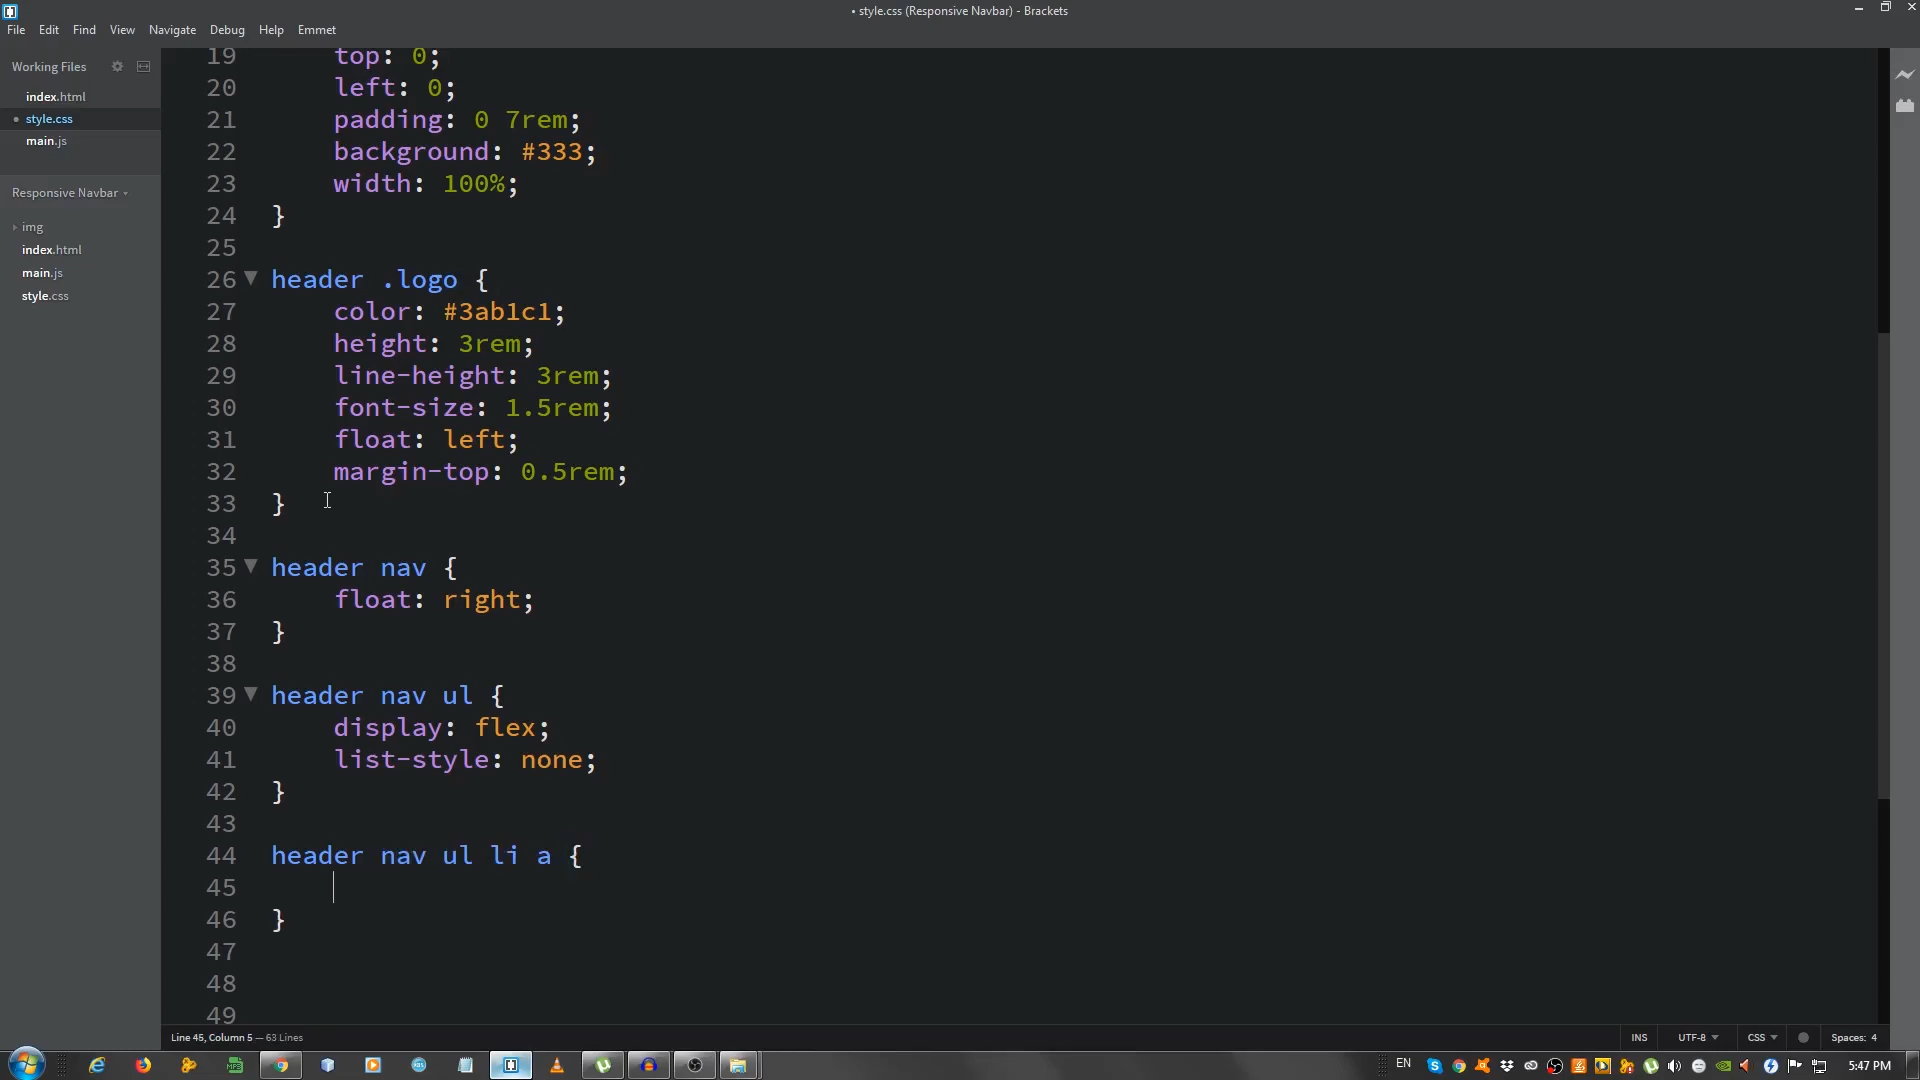 • style.css (Responsive Navbar) - Brackets
File Edit Find View Navigate Debug Help Emmet
Working Files
index.html
• style.css
main.js
Responsive Navbar
img
index.html
main.js
style.css
19 top: 0;
20 left: 0;
21 padding: 0 7rem;
22 background: #333;
23 width: 100%;
24 }
25
26 header .logo {
27 color: #3ab1c1;
28 height: 3rem;
29 line-height: 3rem;
30 font-size: 1.5rem;
31 float: left;
32 margin-top: 0.5rem;
33 }
34
35 header nav {
36 float: right;
37 }
38
39 header nav ul {
40 display: flex;
41 list-style: none;
42 }
43
44 header nav ul li a {
45
46 }
47
48
49
Line 45, Column 5 — 63 Lines
INS UTF-8 CSS Spaces: 4
EN 5:47 PM